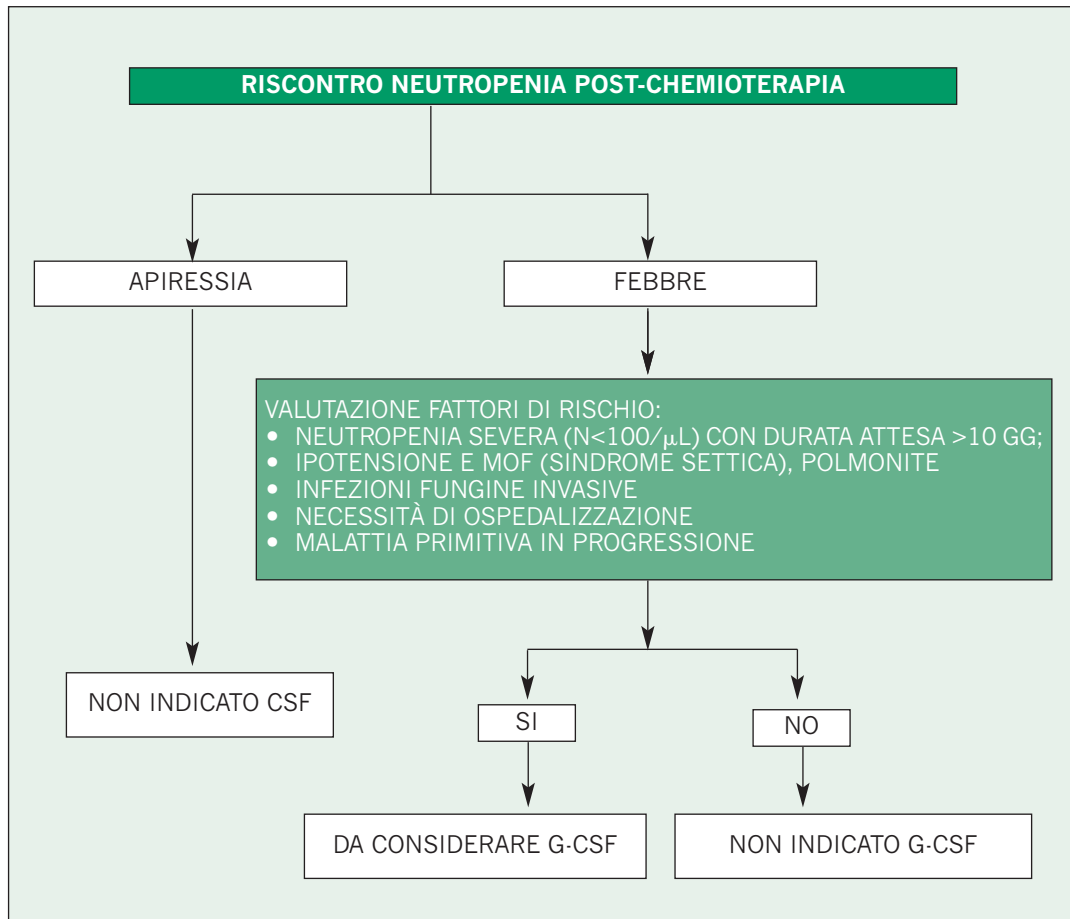 RISCONTRO NEUTROPENIA POST-CHEMIOTERAPIA
APIRESSIA
FEBBRE
VALUTAZIONE FATTORI DI RISCHIO:
• NEUTROPENIA SEVERA (N<100/µL) CON DURATA ATTESA >10 GG;
• IPOTENSIONE E MOF (SINDROME SETTICA), POLMONITE
• INFEZIONI FUNGINE INVASIVE
• NECESSITÀ DI OSPEDALIZZAZIONE
• MALATTIA PRIMITIVA IN PROGRESSIONE
NON INDICATO CSF
SI
NO
DA CONSIDERARE G-CSF
NON INDICATO G-CSF